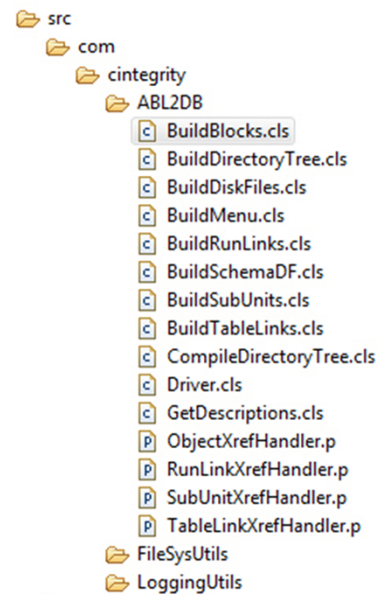 src
com
cintegrity
ABL2DB
BuildBlocks.cls
BuildDirectoryTree.cls
BuildDiskFiles.cls
BuildMenu.cls
BuildRunLinks.cls
BuildSchemaDF.cls
BuildSubUnits.cls
BuildTableLinks.cls
CompileDirectoryTree.cls
Driver.cls
GetDescriptions.cls
ObjectXrefHandler.p
RunLinkXrefHandler.p
SubUnitXrefHandler.p
TableLinkXrefHandler.p
FileSysUtils
LoggingUtils